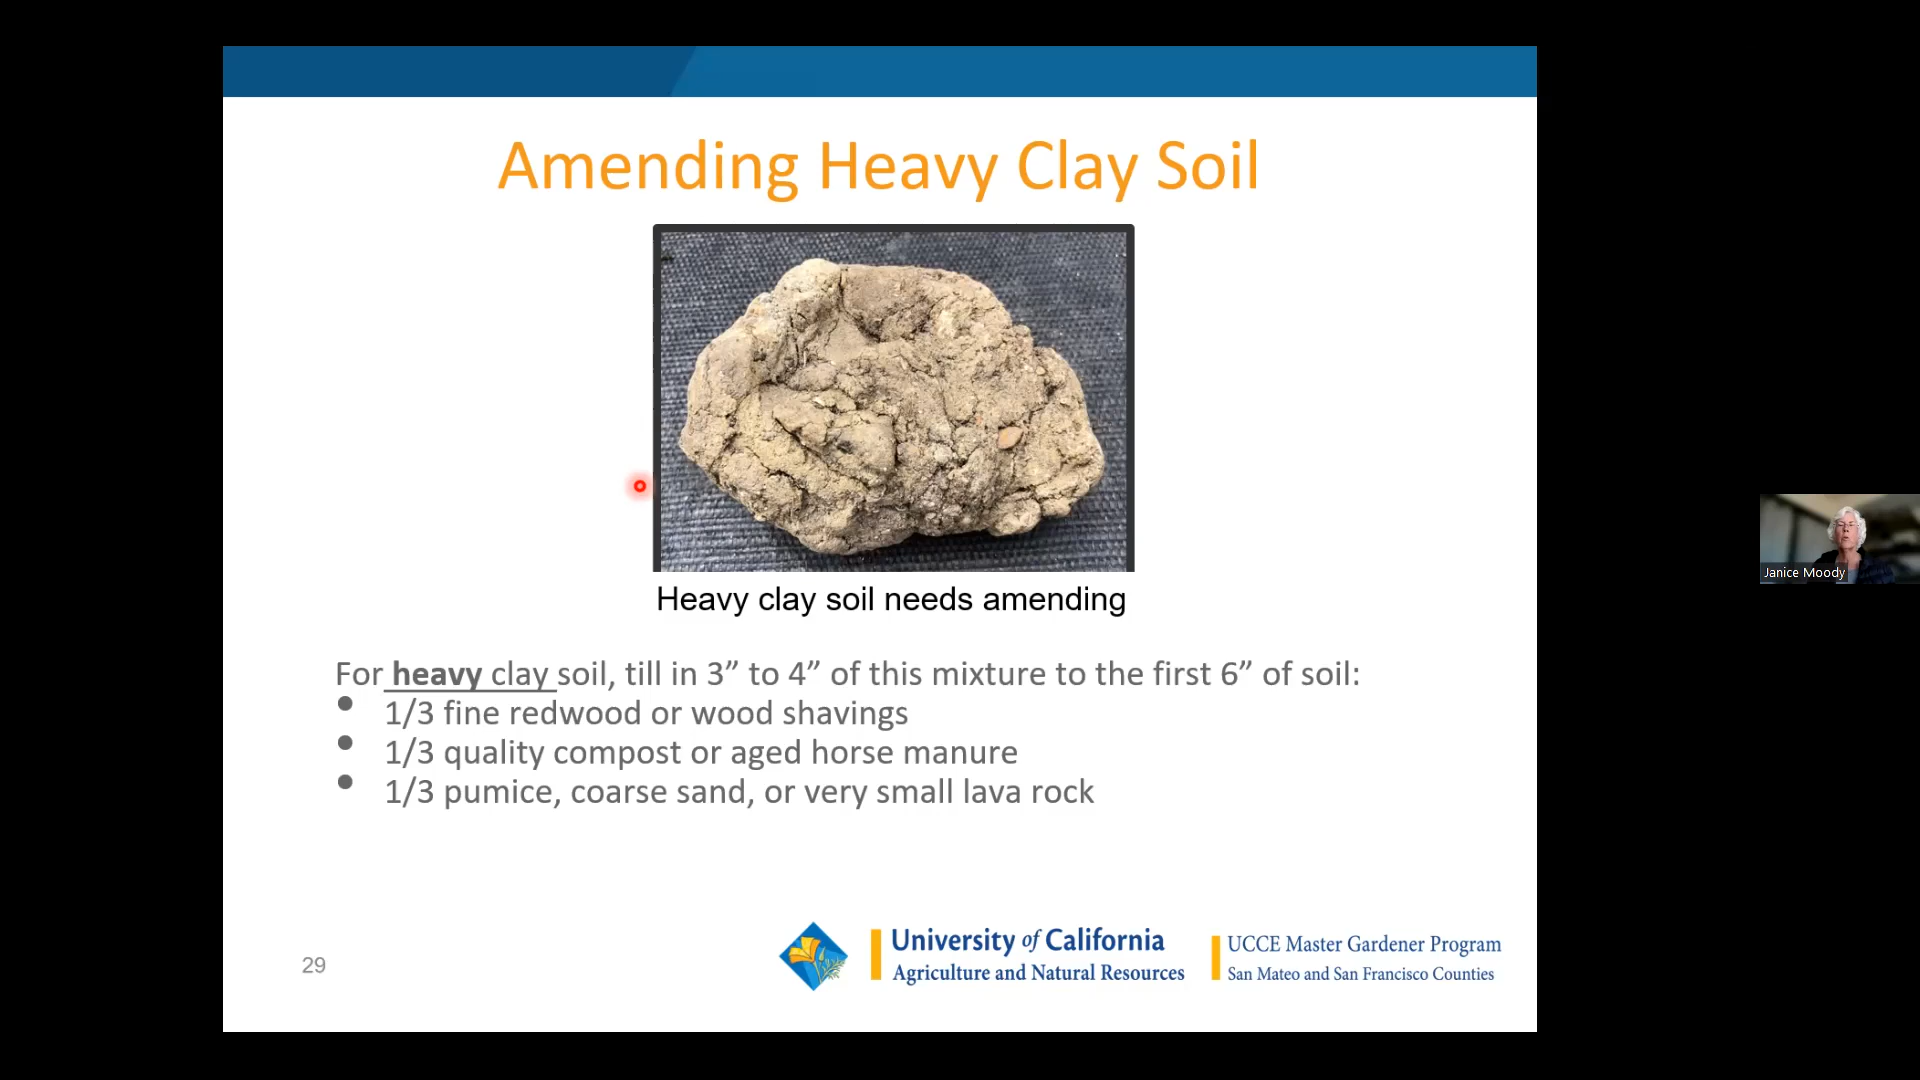 Amending Heavy Clay Soil
Heavy clay soil needs amending
For heavy clay soil, till in 3” to 4” of this mixture to the first 6” of soil:
• 1/3 fine redwood or wood shavings
• 1/3 quality compost or aged horse manure
• 1/3 pumice, coarse sand, or very small lava rock
29
University of California
Agriculture and Natural Resources
UCCE Master Gardener Program
San Mateo and San Francisco Counties
Janice Moody